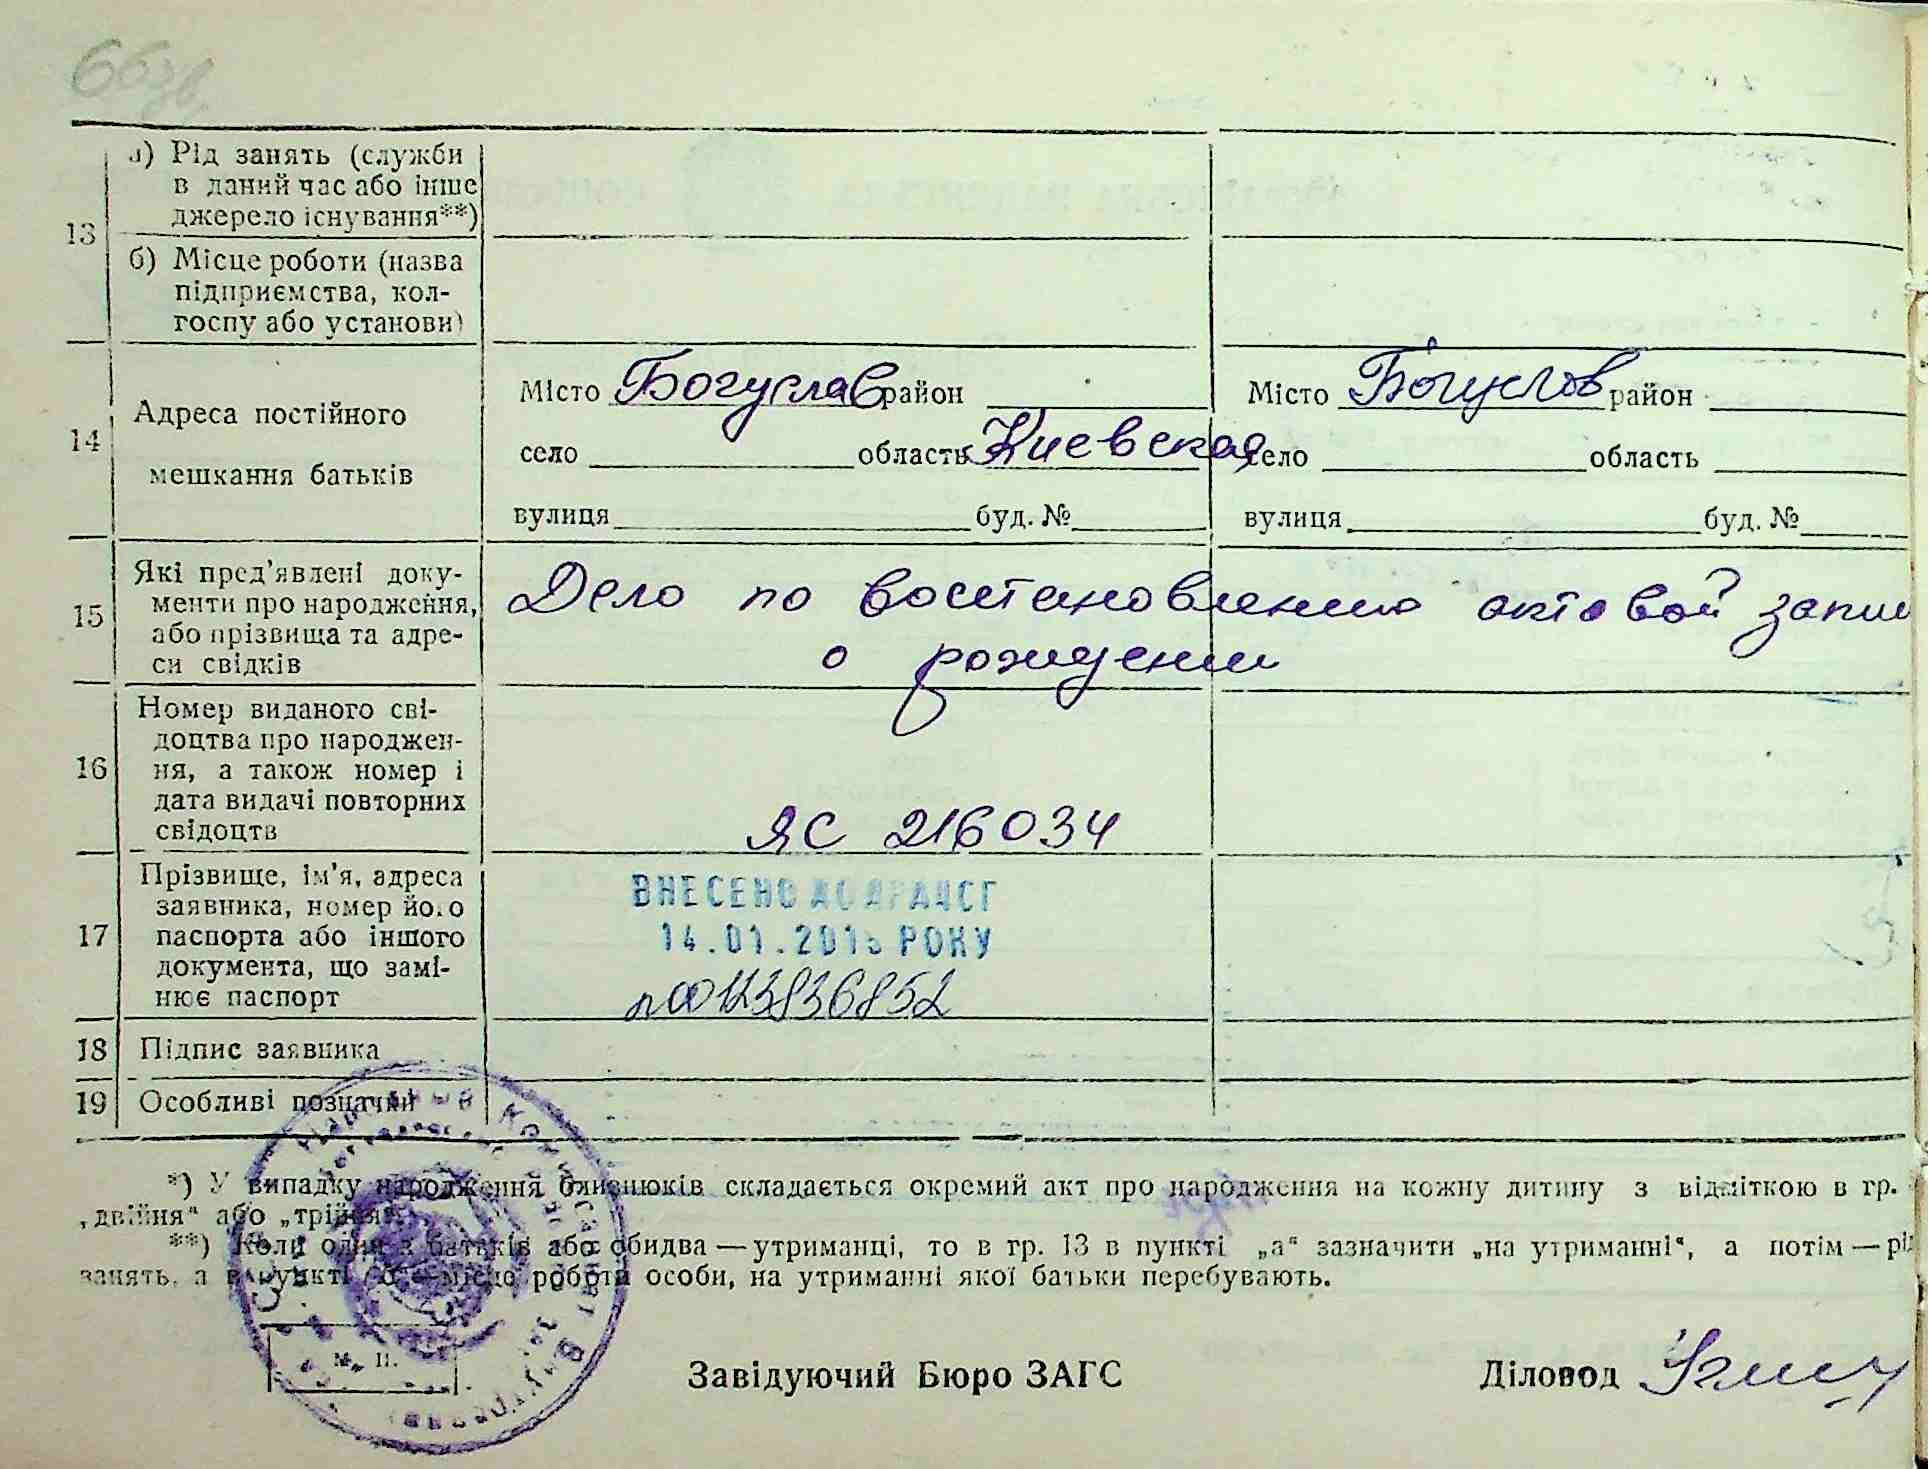 66зв.
13
а) Рід занять (служби
в даний час або інше
джерело існування**)
б) Місце роботи (назва
підприємства, кол-
госпу або установи)
14
Адреса постійного
мешкання батьків
Місто Богуслав район
село область Киевская
вулиця буд. №
Місто Богуслов район
село область
вулиця буд. №
15
Які пред’явлені доку-
менти про народження,
або прізвища та адре-
си свідків
Дело по восстановлению актовой запи
о рождении
16
Номер виданого сві-
доцтва про народжен-
ня, а також номер і
дата видачі повторних
свідоцтв
ЯС 216034
17
Прізвище, ім’я, адреса
заявника, номер його
паспорта або іншого
документа, що замі-
нює паспорт
ВНЕСЕНО ДО ДРАЦСГ
14.01.2015 РОКУ
n00123836852
18
Підпис заявника
19
Особливі позначки
*) У випадку народження близнюків складається окремий акт про народження на кожну дитину з відміткою в гр.
„двійня“ або „трійня“.
**) Коли один з батьків або обидва — утриманці, то в гр. 13 в пункті „а“ зазначити „на утриманні“, а потім — рід
занять, а в пункті „б“ — місце роботи особи, на утриманні якої батьки перебувають.
М. П.
Завідуючий Бюро ЗАГС
Діловод